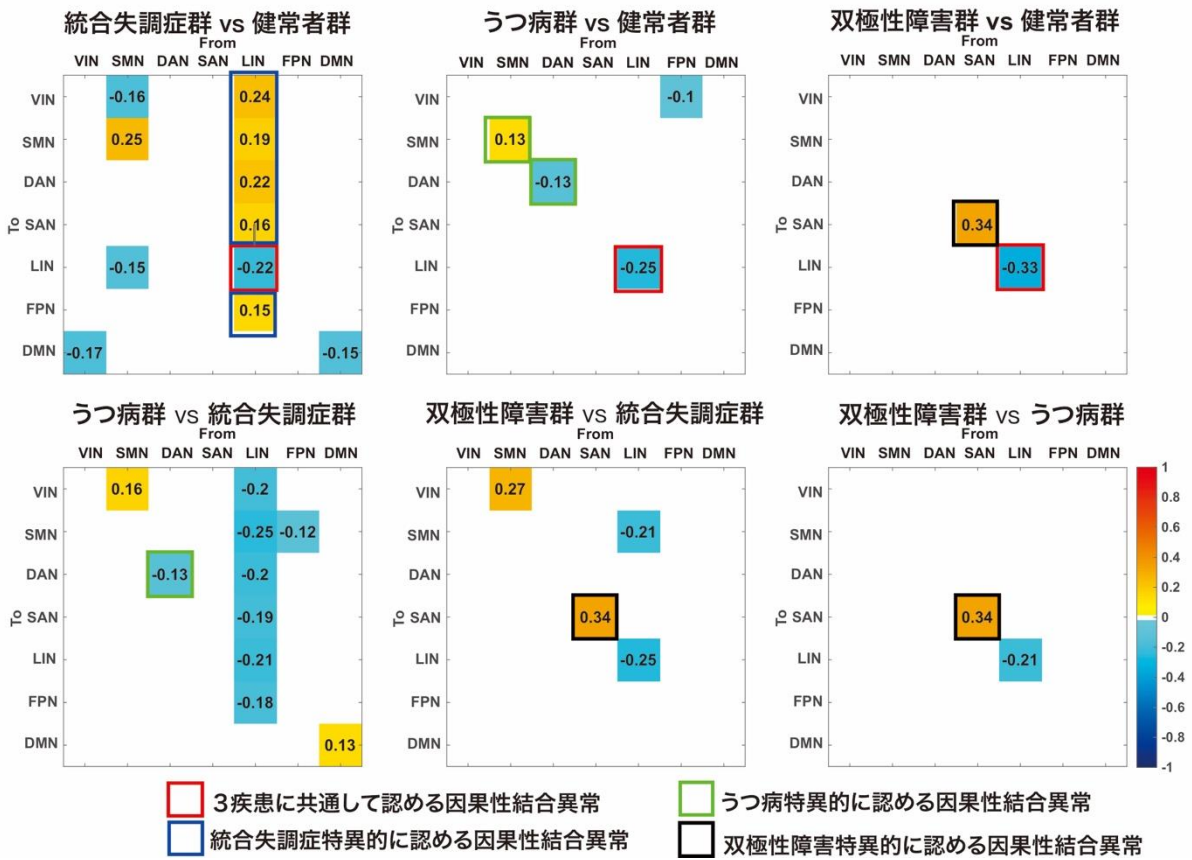 統合失調症群 vs 健常者群
From
VIN SMN DAN SAN LIN FPN DMN
To
VIN -0.16 0.24
SMN 0.25 0.19
DAN 0.22
SAN 0.16
LIN -0.15 -0.22
FPN 0.15
DMN -0.17 -0.15
うつ病群 vs 健常者群
From
VIN SMN DAN SAN LIN FPN DMN
-0.1
0.13
-0.13
-0.25
双極性障害群 vs 健常者群
From
VIN SMN DAN SAN LIN FPN DMN
To
VIN
SMN
DAN
SAN 0.34
LIN -0.33
FPN
DMN
うつ病群 vs 統合失調症群
From
VIN SMN DAN SAN LIN FPN DMN
To
VIN 0.16 -0.2
SMN -0.25 -0.12
DAN -0.13 -0.2
SAN -0.19
LIN -0.21
FPN -0.18
DMN 0.13
双極性障害群 vs 統合失調症群
From
VIN SMN DAN SAN LIN FPN DMN
To
VIN 0.27
SMN -0.21
DAN
SAN 0.34
LIN -0.25
FPN
DMN
双極性障害群 vs うつ病群
From
VIN SMN DAN SAN LIN FPN DMN
To
VIN
SMN
DAN
SAN 0.34
LIN -0.21
FPN
DMN
1
0.8
0.6
0.4
0.2
0
-0.2
-0.4
-0.6
-0.8
-1
３疾患に共通して認める因果性結合異常
うつ病特異的に認める因果性結合異常
統合失調症特異的に認める因果性結合異常
双極性障害特異的に認める因果性結合異常